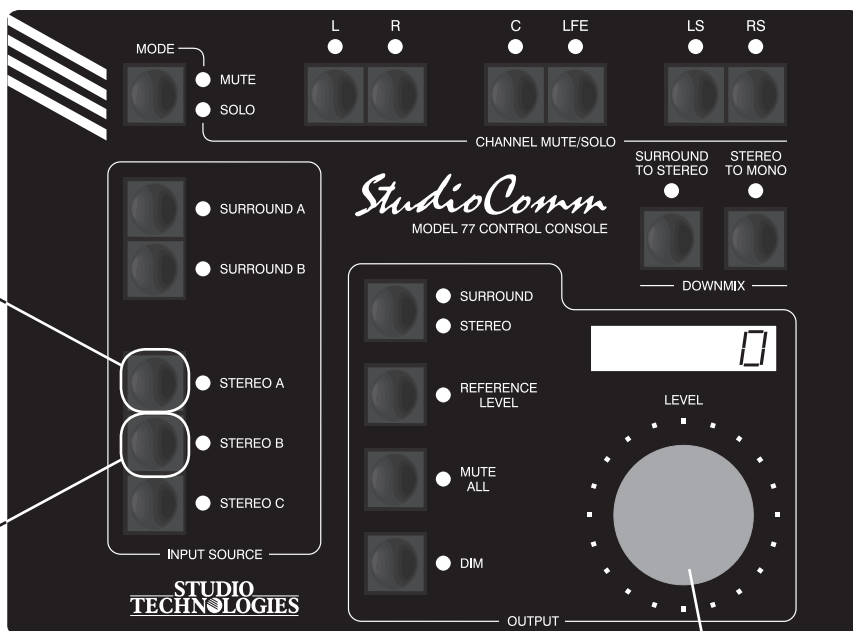 MODE
MUTE
SOLO
L
R
C
LFE
LS
RS
CHANNEL MUTE/SOLO
SURROUND
TO STEREO
STEREO
TO MONO
DOWNMIX
StudioComm
MODEL 77 CONTROL CONSOLE
SURROUND A
SURROUND B
STEREO A
STEREO B
STEREO C
INPUT SOURCE
SURROUND
STEREO
REFERENCE
LEVEL
MUTE
ALL
DIM
0
LEVEL
OUTPUT
STUDIO
TECHNOLOGIES